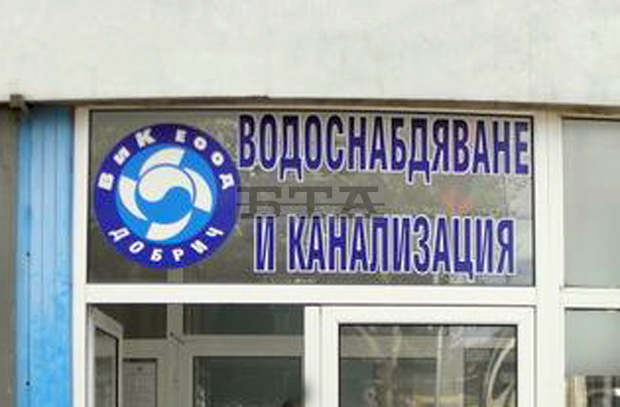 ВиК ЕООД
ДОБРИЧ
ВОДОСНАБДЯВАНЕ
И КАНАЛИЗАЦИЯ
БТА